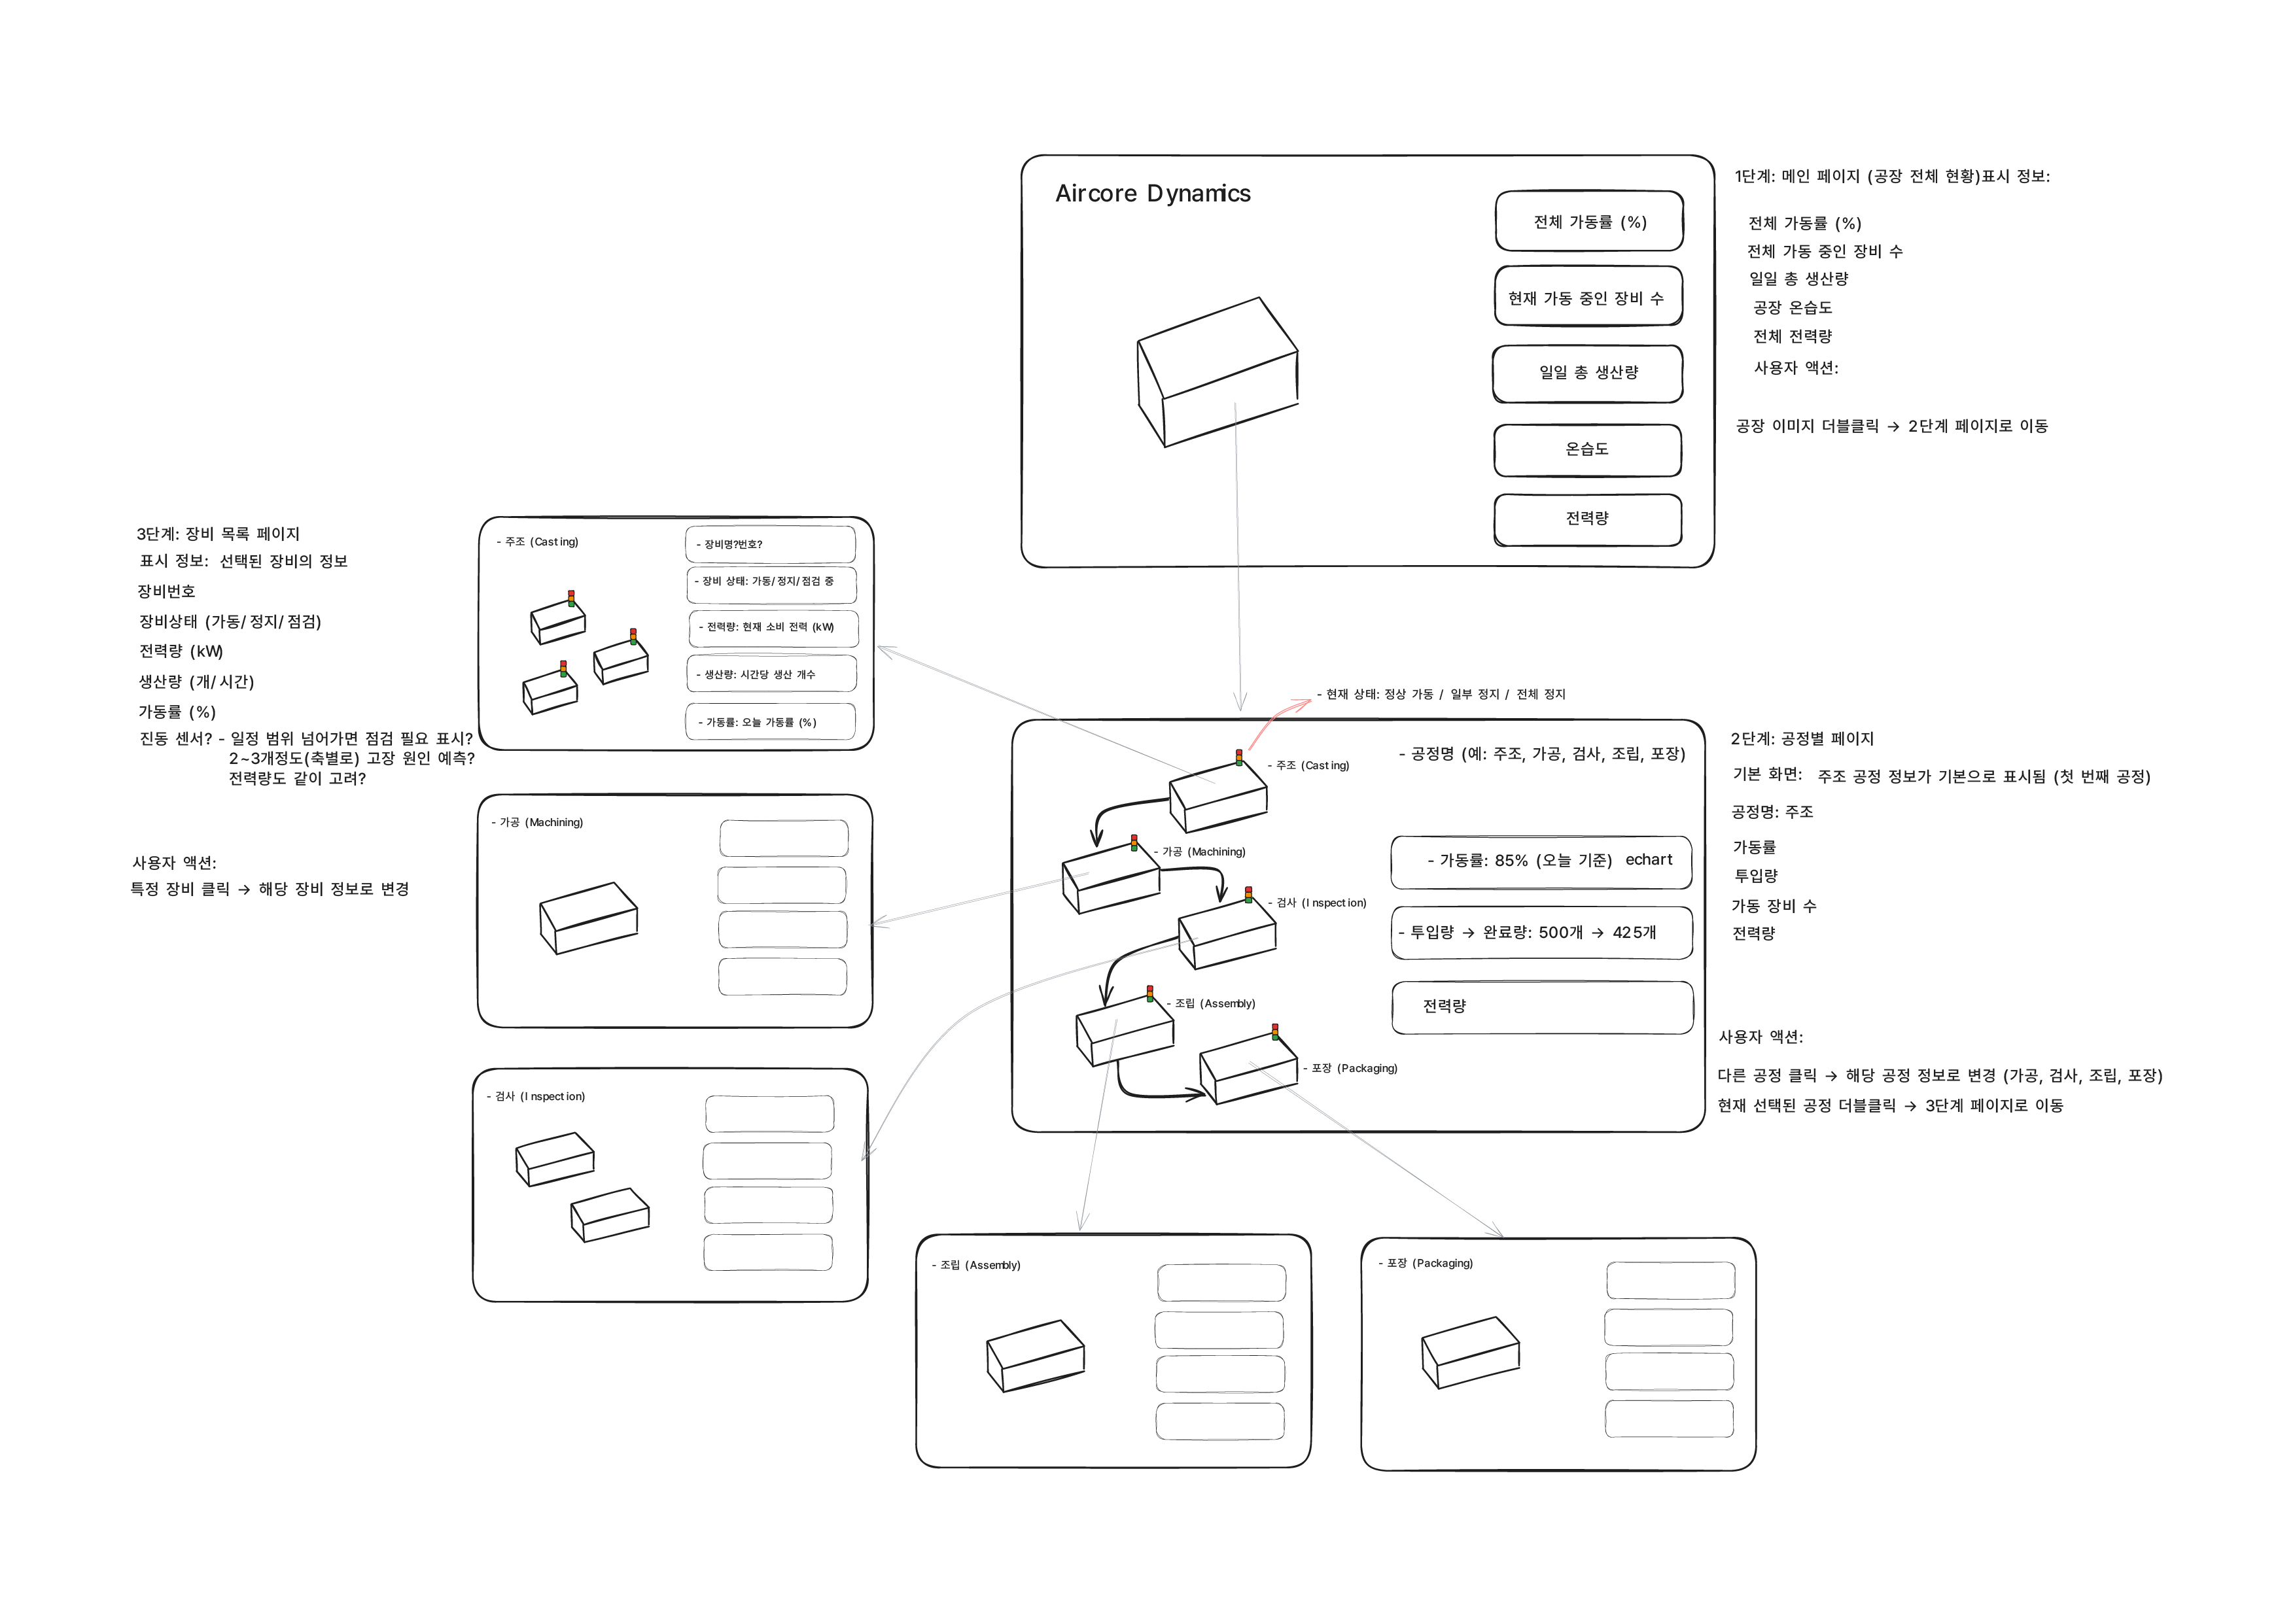 Aircore Dynamics
전체 가동률 (%)
현재 가동 중인 장비 수
일일 총 생산량
온습도
전력량
1단계: 메인 페이지 (공장 전체 현황)표시 정보:
전체 가동률 (%)
전체 가동 중인 장비 수
일일 총 생산량
공장 온습도
전체 전력량
사용자 액션:
공장 이미지 더블클릭 → 2단계 페이지로 이동
3단계: 장비 목록 페이지
표시 정보: 선택된 장비의 정보
장비번호
장비상태 (가동/정지/점검)
전력량 (kW)
생산량 (개/시간)
가동률 (%)
진동 센서? - 일정 범위 넘어가면 점검 필요 표시?
2~3개정도(축별로) 고장 원인 예측?
전력량도 같이 고려?
사용자 액션:
특정 장비 클릭 → 해당 장비 정보로 변경
- 주조 (Casting)
- 장비명?번호?
- 장비 상태: 가동/정지/점검 중
- 전력량: 현재 소비 전력 (kW)
- 생산량: 시간당 생산 개수
- 가동률: 오늘 가동률 (%)
- 가공 (Machining)
- 검사 (Inspection)
- 현재 상태: 정상 가동 / 일부 정지 / 전체 정지
- 주조 (Casting)
- 가공 (Machining)
- 검사 (Inspection)
- 조립 (Assembly)
- 포장 (Packaging)
- 공정명 (예: 주조, 가공, 검사, 조립, 포장)
- 가동률: 85% (오늘 기준) echart
- 투입량 → 완료량: 500개 → 425개
전력량
2단계: 공정별 페이지
기본 화면: 주조 공정 정보가 기본으로 표시됨 (첫 번째 공정)
공정명: 주조
가동률
투입량
가동 장비 수
전력량
사용자 액션:
다른 공정 클릭 → 해당 공정 정보로 변경 (가공, 검사, 조립, 포장)
현재 선택된 공정 더블클릭 → 3단계 페이지로 이동
- 조립 (Assembly)
- 포장 (Packaging)